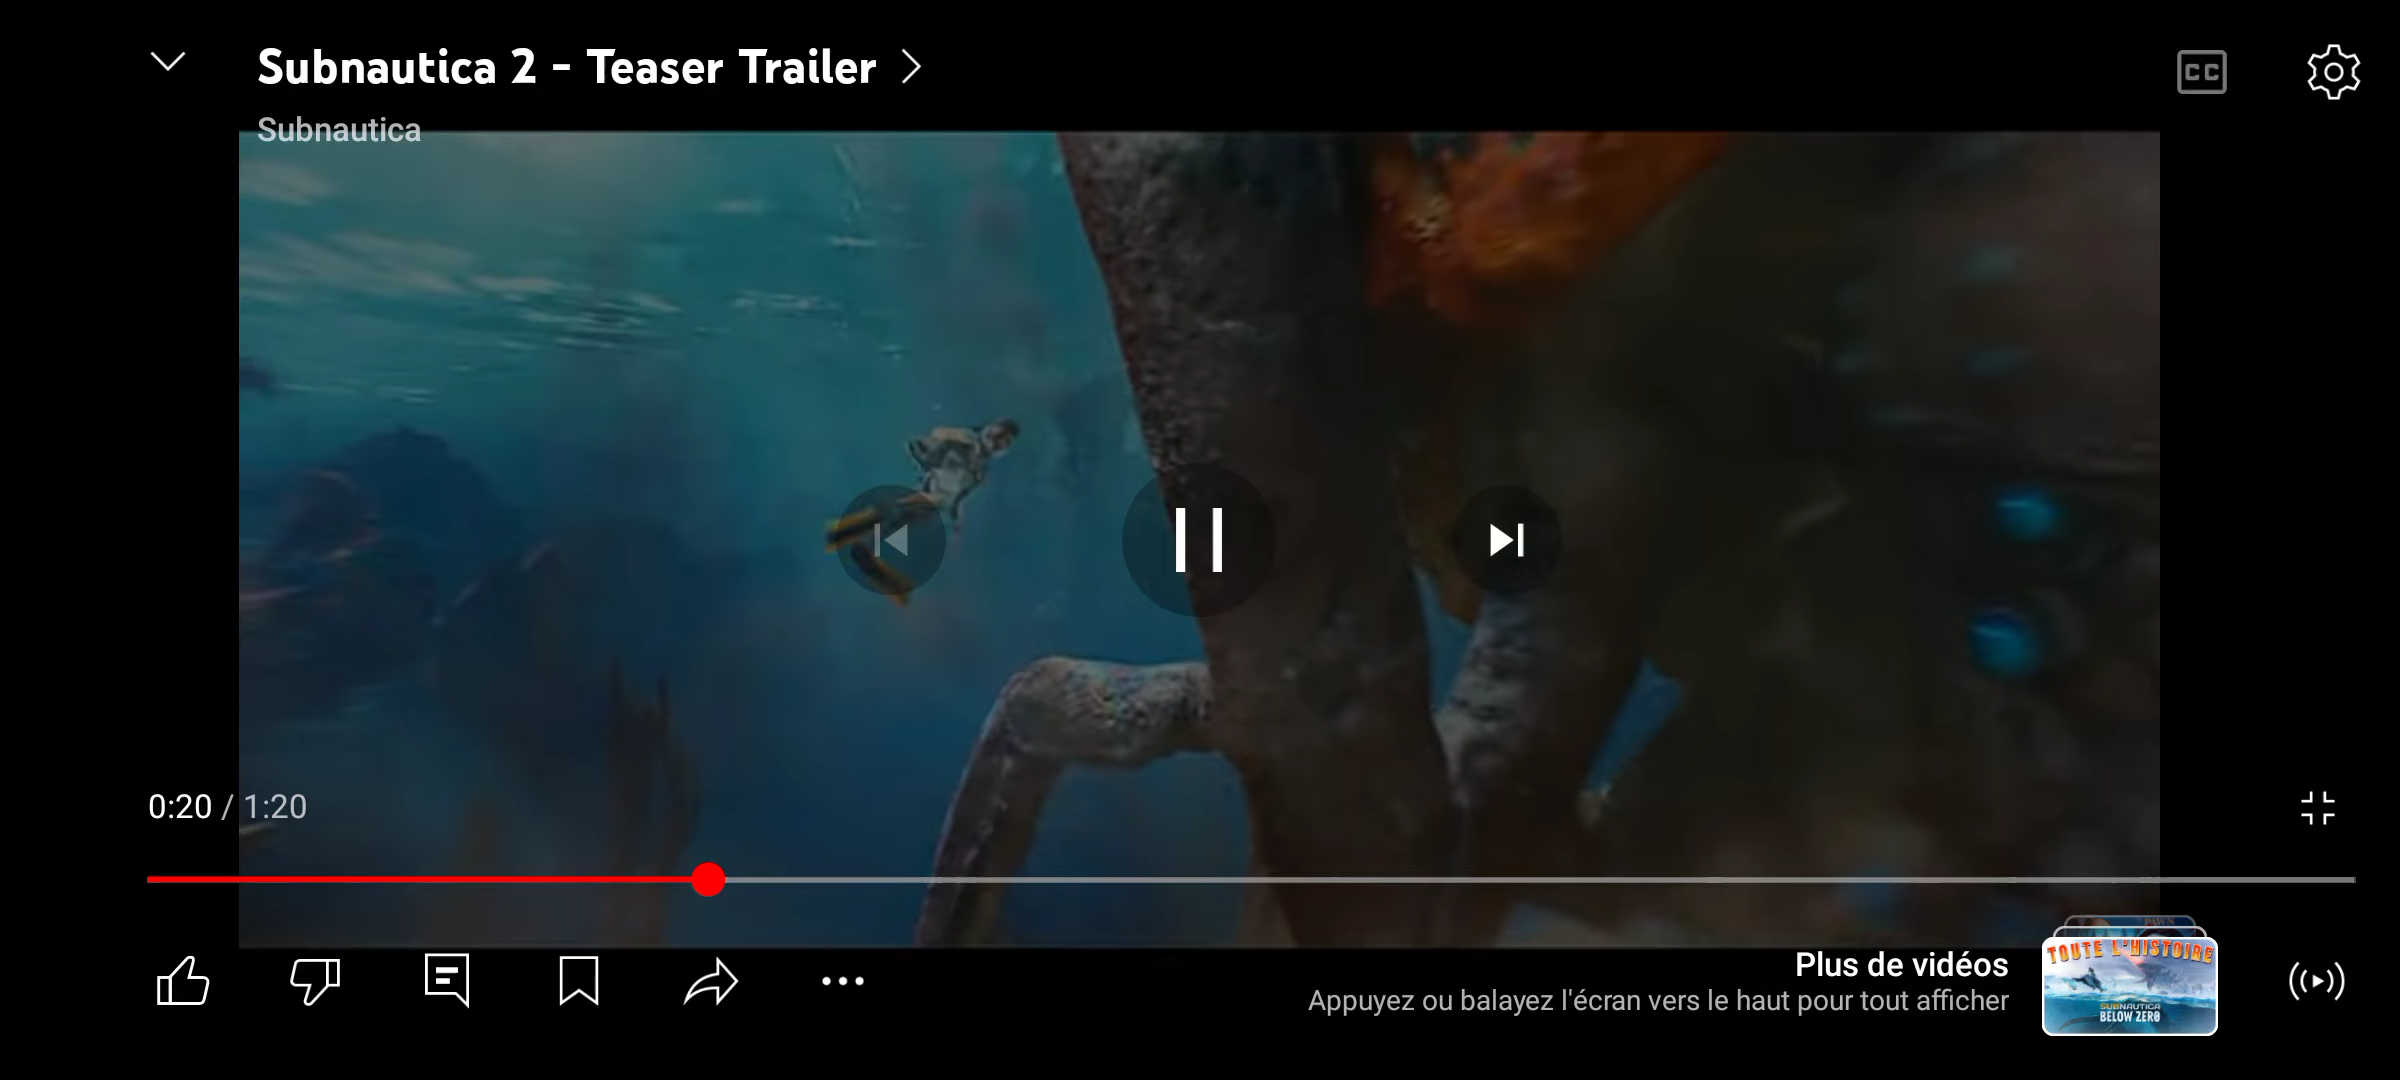 Subnautica 2 - Teaser Trailer
Subnautica
CC
0:20 / 1:20
Plus de vidéos
Appuyez ou balayez l'écran vers le haut pour tout afficher
TOUTE L'HISTOIRE
SUBNAUTICA
BELOW ZERO